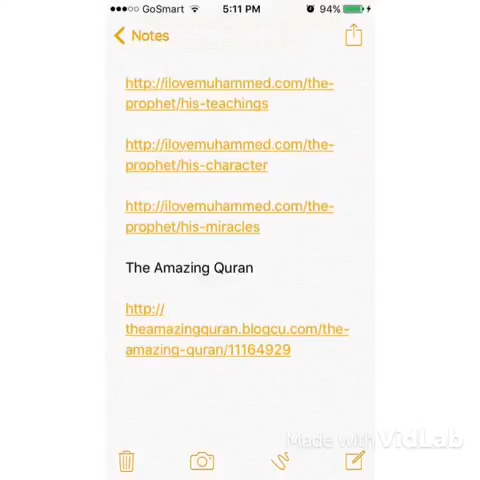 GoSmart 5:11 PM 94%
Notes
http://ilovemuhammed.com/the-
prophet/his-teachings
http://ilovemuhammed.com/the-
prophet/his-character
http://ilovemuhammed.com/the-
prophet/his-miracles
The Amazing Quran
http://
theamazingquran.blogcu.com/the-
amazing-quran/11164929
Made with VidLab